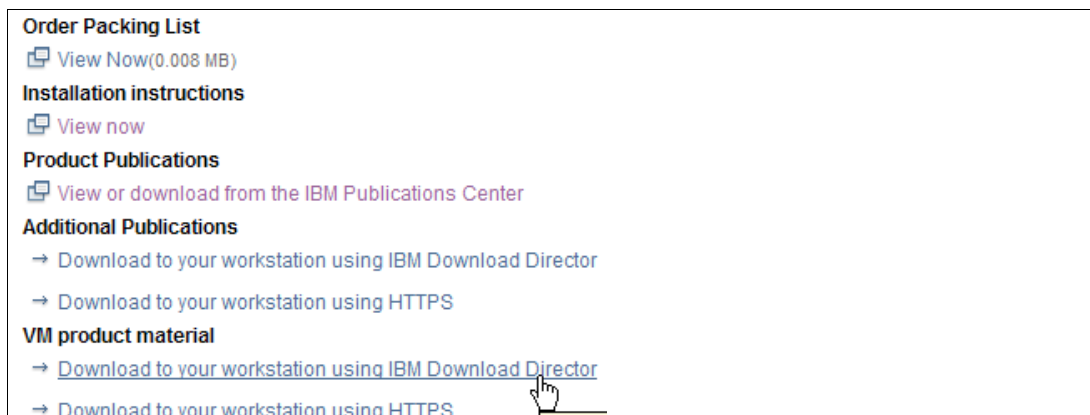 Order Packing List
View Now(0.008 MB)
Installation instructions
View now
Product Publications
View or download from the IBM Publications Center
Additional Publications
→ Download to your workstation using IBM Download Director
→ Download to your workstation using HTTPS
VM product material
→ Download to your workstation using IBM Download Director
→ Download to your workstation using HTTPS